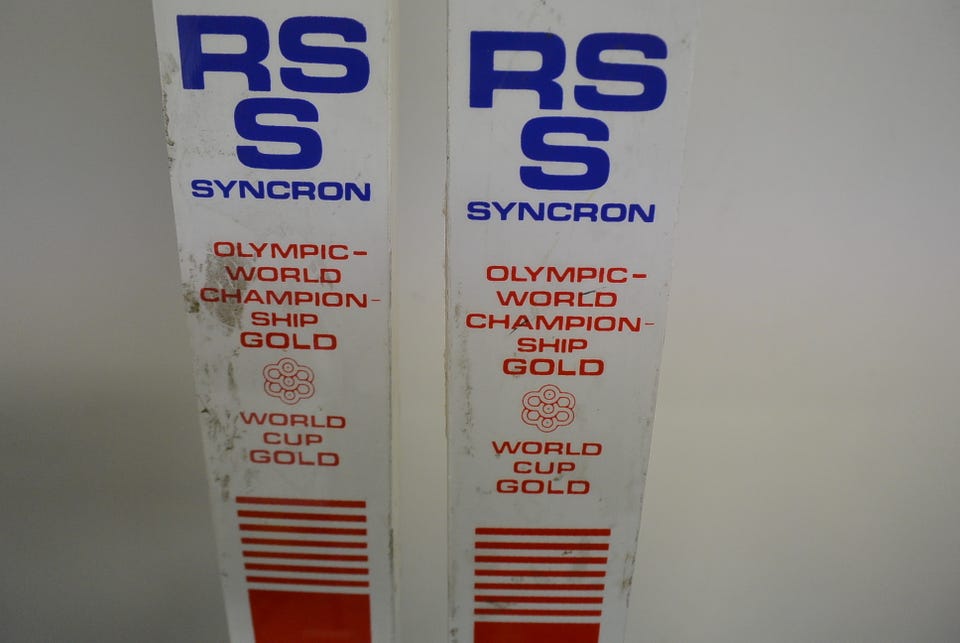 RS
S
SYNCRON
OLYMPIC-
WORLD
CHAMPION-
SHIP
GOLD
WORLD
CUP
GOLD
RS
S
SYNCRON
OLYMPIC-
WORLD
CHAMPION-
SHIP
GOLD
WORLD
CUP
GOLD